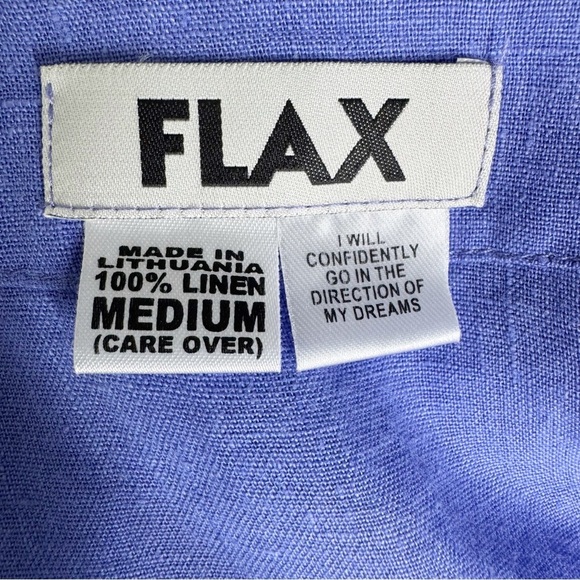 FLAX
MADE IN
LITHUANIA
100% LINEN
MEDIUM
(CARE OVER)
I WILL
CONFIDENTLY
GO IN THE
DIRECTION OF
MY DREAMS